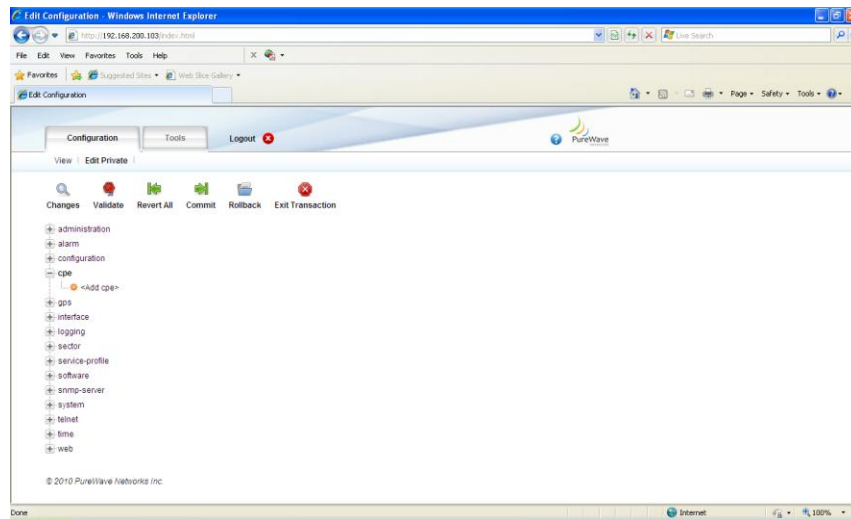 Edit Configuration - Windows Internet Explorer
http://192.168.200.103/index.html
Live Search
File Edit View Favorites Tools Help
X
Favorites Suggested Sites Web Slice Gallery
Edit Configuration
Page Safety Tools
Configuration Tools Logout
PureWave
View Edit Private
Changes Validate Revert All Commit Rollback Exit Transaction
administration
alarm
configuration
cpe
<Add cpe>
gps
interface
logging
sector
service-profile
software
snmp-server
system
telnet
time
web
© 2010 PureWave Networks Inc.
Done Internet 100%